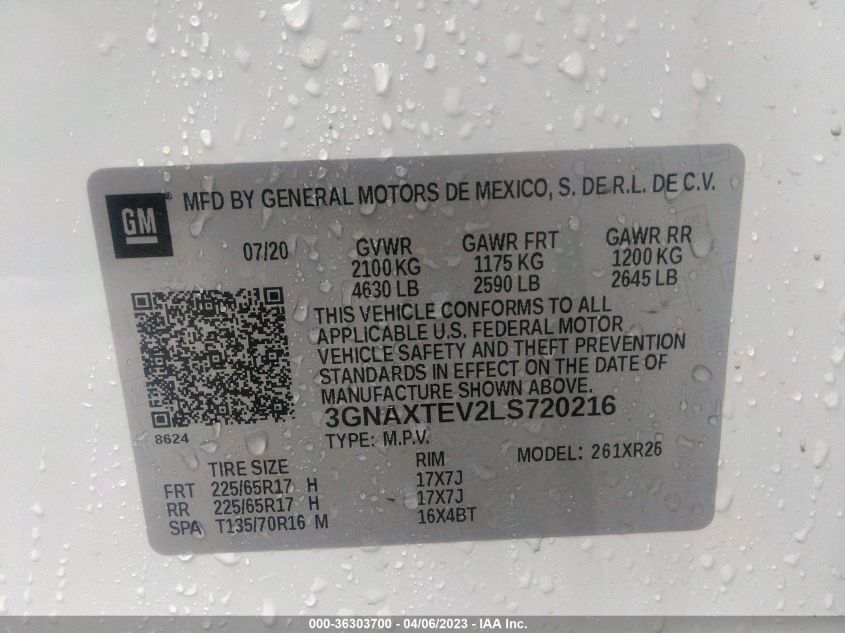 GM ® MFD BY GENERAL MOTORS DE MEXICO, S. DE R.L. DE C.V.
07/20 GVWR GAWR FRT GAWR RR
2100 KG 1175 KG 1200 KG
4630 LB 2590 LB 2645 LB
THIS VEHICLE CONFORMS TO ALL
APPLICABLE U.S. FEDERAL MOTOR
VEHICLE SAFETY AND THEFT PREVENTION
STANDARDS IN EFFECT ON THE DATE OF
MANUFACTURE SHOWN ABOVE.
3GNAXTEV2LS720216
8624 TYPE: M.P.V. MODEL: 261XR26
TIRE SIZE RIM
FRT 225/65R17 H 17X7J
RR 225/65R17 H 17X7J
SPA T135/70R16 M 16X4BT
000-36303700 - 04/06/2023 - IAA Inc.